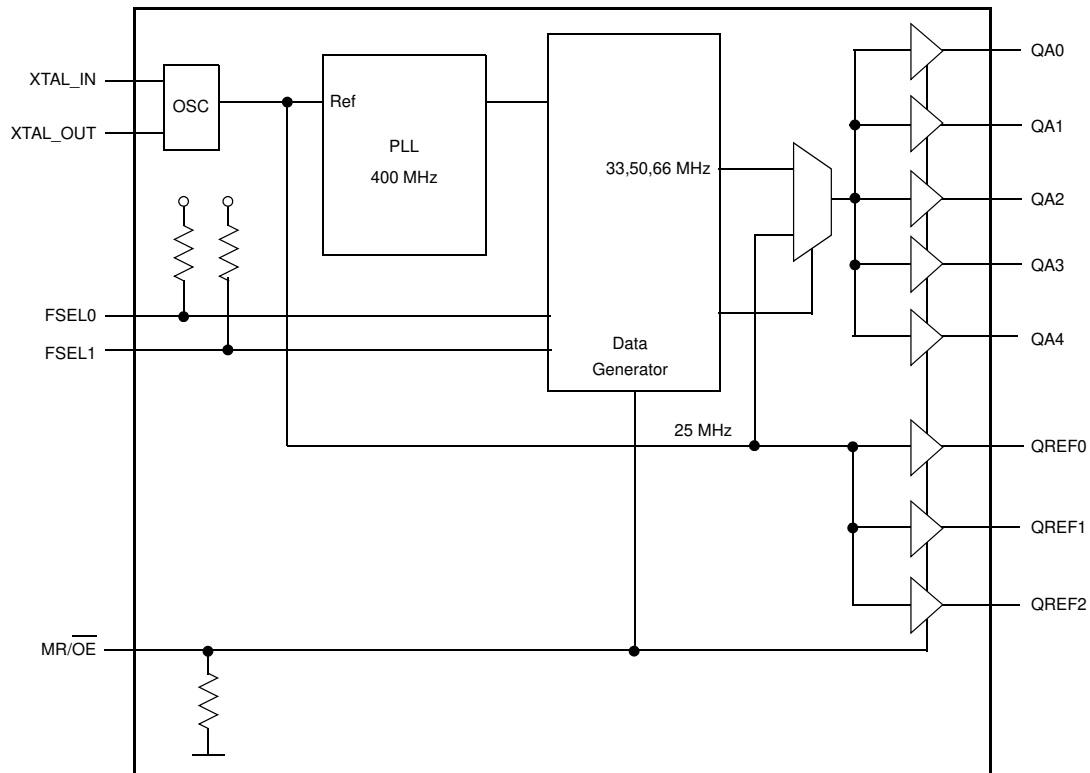 XTAL_IN
XTAL_OUT
OSC
Ref
PLL
400 MHz
33,50,66 MHz
FSEL0
FSEL1
Data
Generator
25 MHz
MR/O̅E̅
QA0
QA1
QA2
QA3
QA4
QREF0
QREF1
QREF2